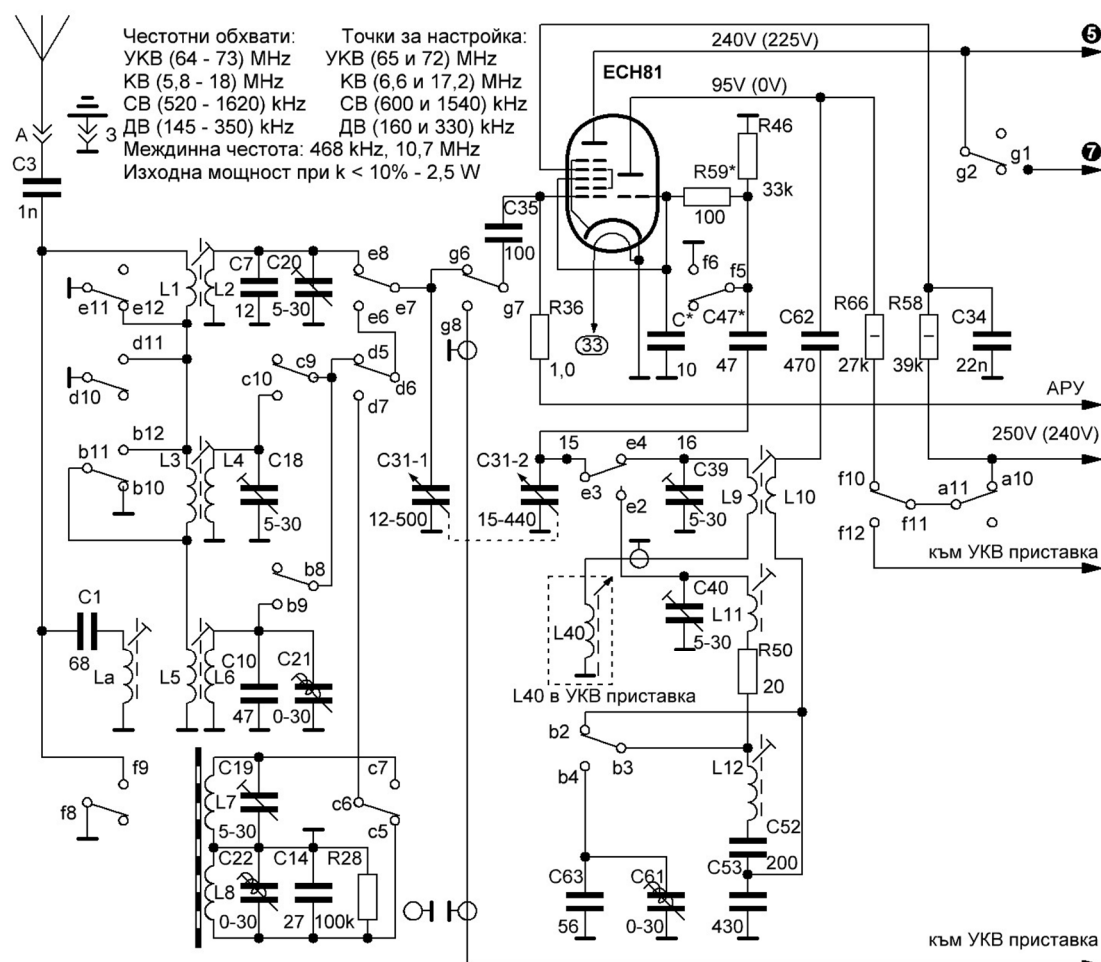 Честотни обхвати: Точки за настройка:
УКВ (64 - 73) MHz УКВ (65 и 72) MHz
КВ (5,8 - 18) MHz КВ (6,6 и 17,2) MHz
СВ (520 - 1620) kHz СВ (600 и 1540) kHz
ДВ (145 - 350) kHz ДВ (160 и 330) kHz
Междинна честота: 468 kHz, 10,7 MHz
Изходна мощност при k < 10% - 2,5 W
240V (225V)
5
ECH81
95V (0V)
A
З
C3
1n
R46
33k
R59*
100
g1
g2
7
C35
100
e8
g6
f6
f5
L1
L2
C7
12
C20
5-30
e7
g7
e11
e12
e6
g8
R36
1,0
33
C*
10
C47*
47
C62
470
R66
27k
R58
39k
C34
22n
d11
d10
c9
c10
d5
d6
d7
АРУ
b12
b11
b10
L3
L4
C18
5-30
C31-1
12-500
C31-2
15-440
15
e4
16
e3
e2
C39
5-30
L9
L10
250V (240V)
f10
a10
a11
f11
f12
към УКВ приставка
b8
b9
C1
68
La
L5
L6
C10
47
C21
0-30
L40
C40
5-30
L11
R50
20
L40 в УКВ приставка
b2
b3
b4
L12
f9
f8
C19
L7
5-30
c7
c6
c5
C22
L8
0-30
C14
27
R28
100k
C52
200
C53
430
C63
56
C61
0-30
към УКВ приставка